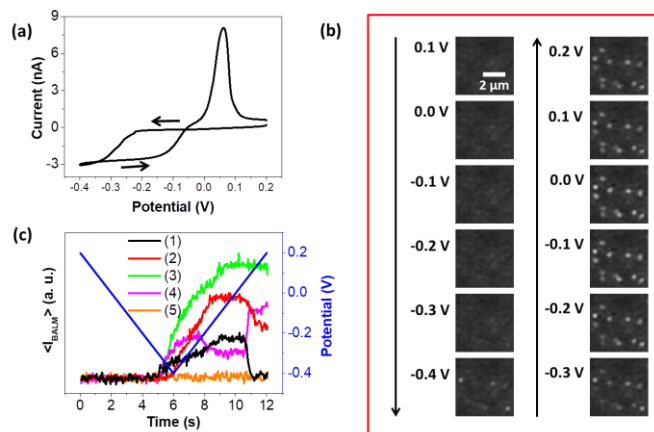 (a)
9
6
3
0
-3
Current (nA)
-0.4 -0.3 -0.2 -0.1 0.0 0.1 0.2
Potential (V)
(b)
0.1 V
2 µm
0.0 V
-0.1 V
-0.2 V
-0.3 V
-0.4 V
0.2 V
0.1 V
0.0 V
-0.1 V
-0.2 V
-0.3 V
(c)
(1)
(2)
(3)
(4)
(5)
<I_BALM> (a. u.)
0.2
0.0
-0.2
-0.4
Potential (V)
0 2 4 6 8 10 12
Time (s)